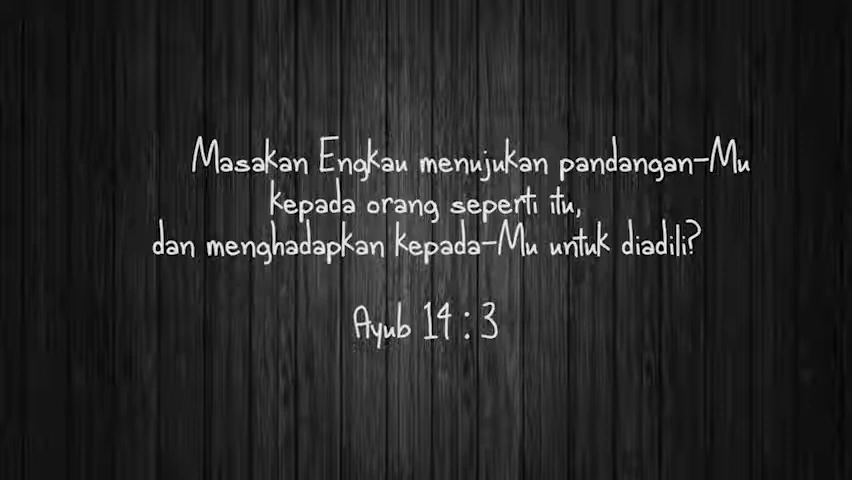 Masakan Engkau menujukan pandangan-Mu
kepada orang seperti itu,
dan menghadapkan kepada-Mu untuk diadili?
Ayub 14 : 3